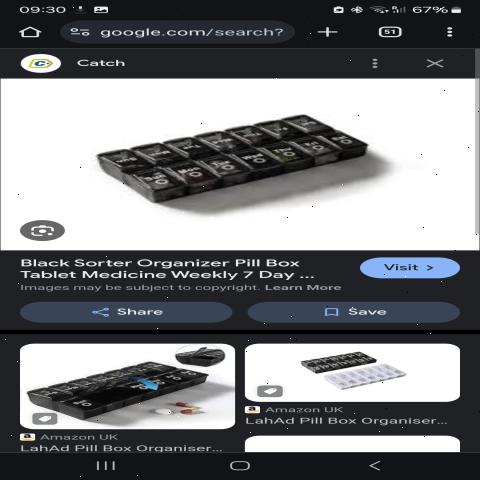 09:30
67%
google.com/search?
51
Catch
Black Sorter Organizer Pill Box
Tablet Medicine Weekly 7 Day ...
Visit >
Images may be subject to copyright. Learn More
Share
Save
Amazon UK
LahAd Pill Box Organiser...
Amazon UK
LahAd Pill Box Organiser...